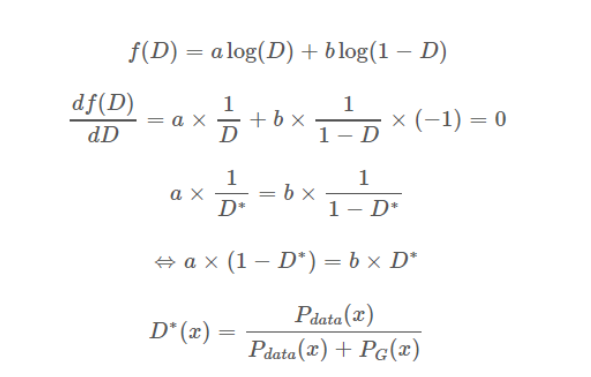 f(D) = a log(D) + b log(1 − D)
df(D)/dD = a × 1/D + b × 1/(1 − D) × (−1) = 0
a × 1/D* = b × 1/(1 − D*)
⇔ a × (1 − D*) = b × D*
D*(x) = P_data(x)/(P_data(x) + P_G(x))